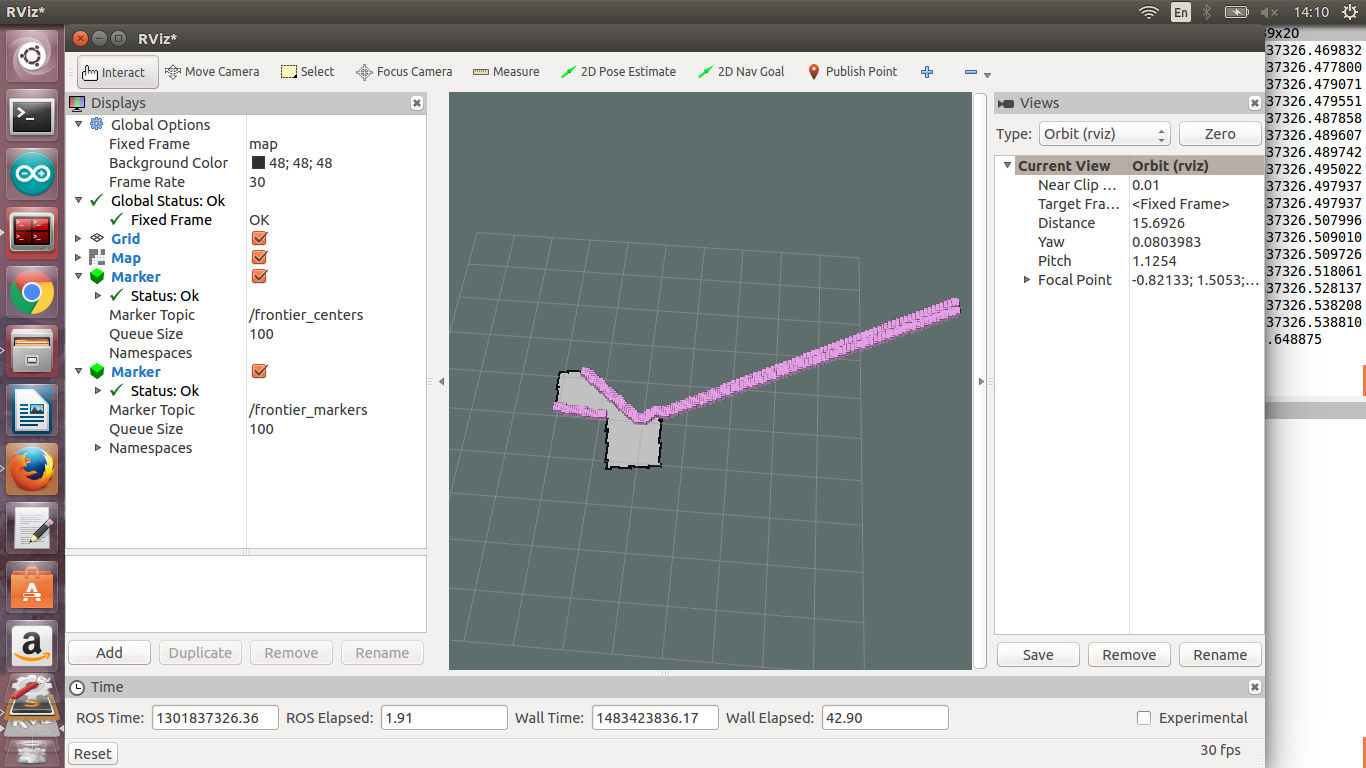 RViz*
En
14:10
RViz*
Interact
Move Camera
Select
Focus Camera
Measure
2D Pose Estimate
2D Nav Goal
Publish Point
Displays
Global Options
Fixed Frame map
Background Color 48; 48; 48
Frame Rate 30
Global Status: Ok
Fixed Frame OK
Grid
Map
Marker
Status: Ok
Marker Topic /frontier_centers
Queue Size 100
Namespaces
Marker
Status: Ok
Marker Topic /frontier_markers
Queue Size 100
Namespaces
Add
Duplicate
Remove
Rename
Views
Type: Orbit (rviz) Zero
Current View Orbit (rviz)
Near Clip ... 0.01
Target Fra... <Fixed Frame>
Distance 15.6926
Yaw 0.0803983
Pitch 1.1254
Focal Point -0.82133; 1.5053;...
Save
Remove
Rename
39x20
37326.469832
37326.477800
37326.479071
37326.479551
37326.487858
37326.489607
37326.489742
37326.495022
37326.497937
37326.497937
37326.507996
37326.509010
37326.509726
37326.518061
37326.528137
37326.538208
37326.538810
.648875
Time
ROS Time: 1301837326.36 ROS Elapsed: 1.91 Wall Time: 1483423836.17 Wall Elapsed: 42.90 Experimental
Reset
30 fps